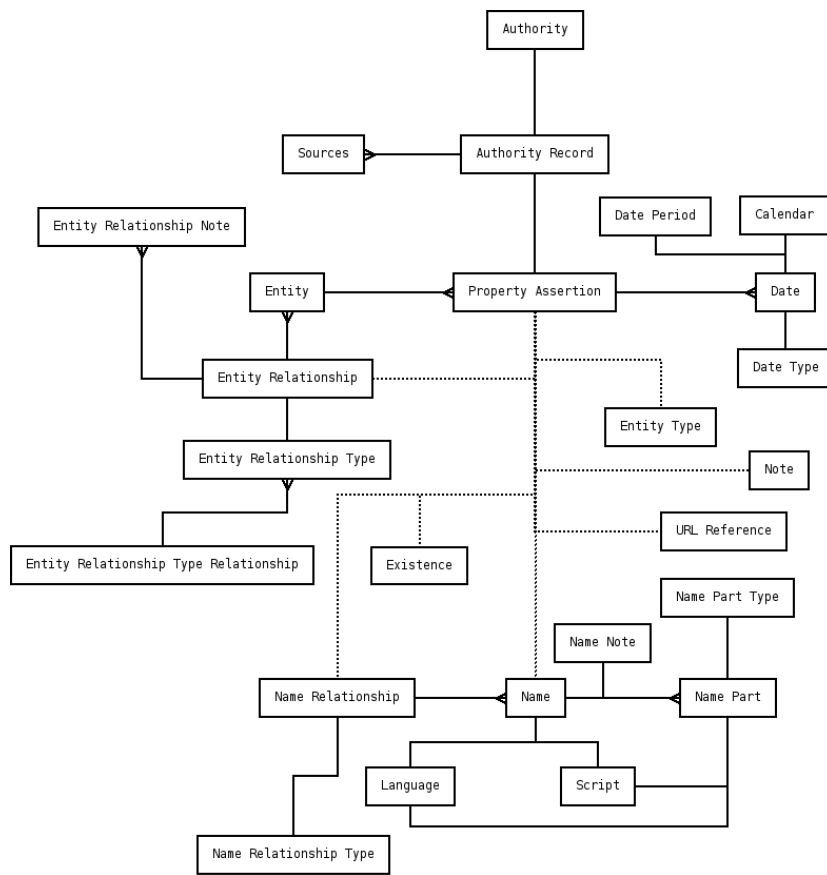 Authority
Sources
Authority Record
Entity Relationship Note
Date Period
Calendar
Entity
Property Assertion
Date
Entity Relationship
Date Type
Entity Type
Entity Relationship Type
Note
URL Reference
Entity Relationship Type Relationship
Existence
Name Part Type
Name Note
Name Relationship
Name
Name Part
Language
Script
Name Relationship Type